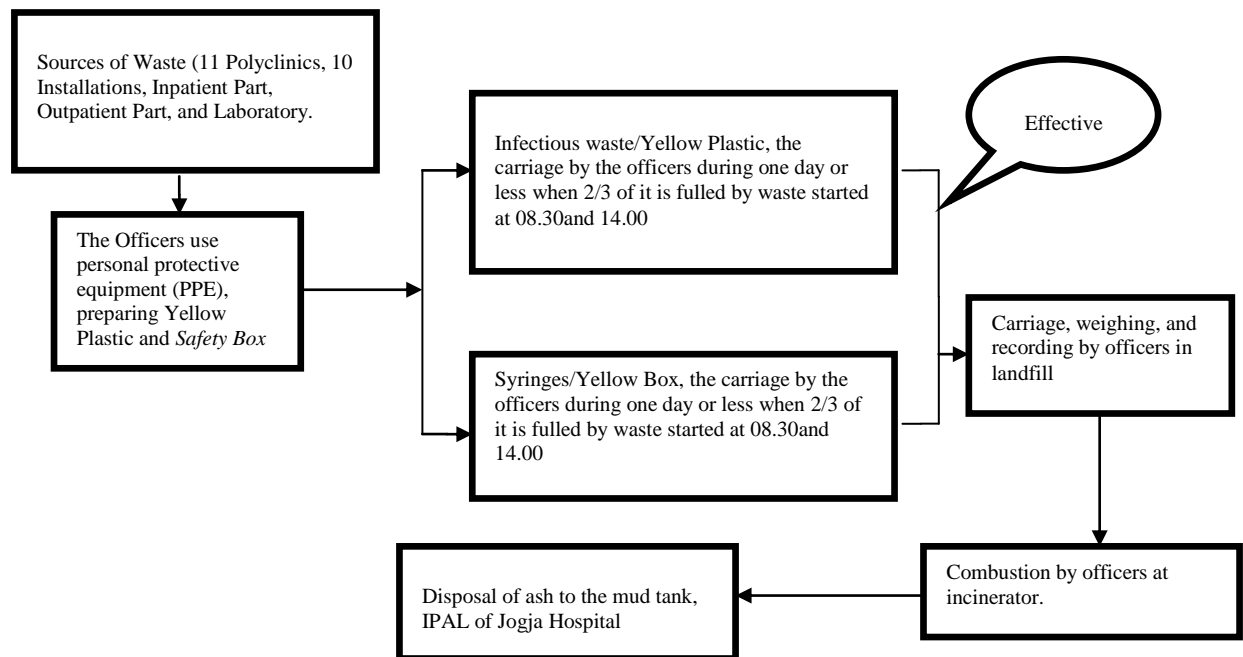 Sources of Waste (11 Polyclinics, 10
Installations, Inpatient Part,
Outpatient Part, and Laboratory.
The Officers use
personal protective
equipment (PPE),
preparing Yellow
Plastic and Safety Box
Infectious waste/Yellow Plastic, the
carriage by the officers during one day or
less when 2/3 of it is fulled by waste started
at 08.30and 14.00
Effective
Syringes/Yellow Box, the carriage by the
officers during one day or less when 2/3 of
it is fulled by waste started at 08.30and
14.00
Carriage, weighing, and
recording by officers in
landfill
Combustion by officers at
incinerator.
Disposal of ash to the mud tank,
IPAL of Jogja Hospital